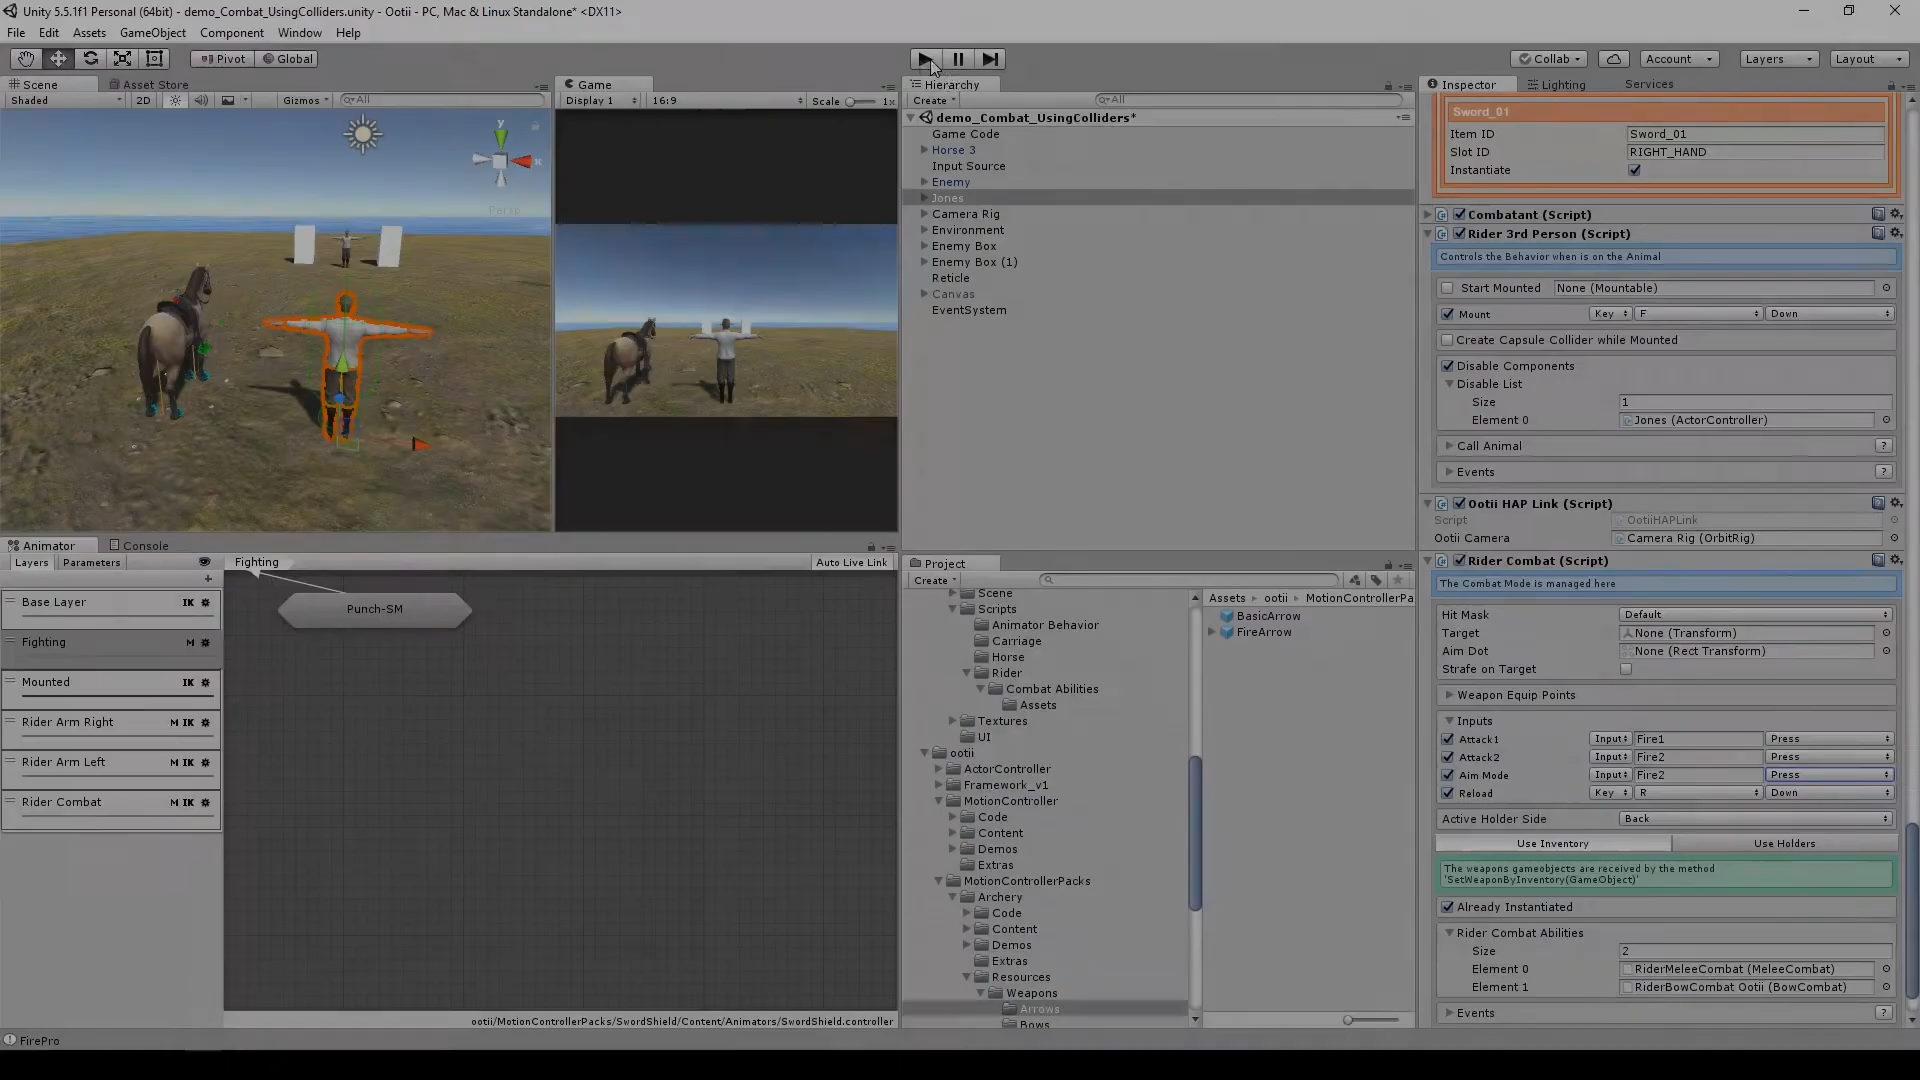 Unity 5.5.1f1 Personal (64bit) - demo_Combat_UsingColliders.unity - Ootii - PC, Mac & Linux Standalone* <DX11>
File Edit Assets GameObject Component Window Help
Pivot Global
Collab Account Layers Layout
Scene Asset Store
Shaded 2D Gizmos All
y
x
Persp
Game
Display 1 16:9 Scale 1x
Hierarchy
Create All
demo_Combat_UsingColliders*
Game Code
Horse 3
Input Source
Enemy
Jones
Camera Rig
Environment
Enemy Box
Enemy Box (1)
Reticle
Canvas
EventSystem
Inspector Lighting Services
Sword_01
Item ID Sword_01
Slot ID RIGHT_HAND
Instantiate
Combatant (Script)
Rider 3rd Person (Script)
Controls the Behavior when is on the Animal
Start Mounted None (Mountable)
Mount Key F Down
Create Capsule Collider while Mounted
Disable Components
Disable List
Size 1
Element 0 Jones (ActorController)
Call Animal ?
Events ?
Ootii HAP Link (Script)
Script OotiiHAPLink
Ootii Camera Camera Rig (OrbitRig)
Rider Combat (Script)
The Combat Mode is managed here
Hit Mask Default
Target None (Transform)
Aim Dot None (Rect Transform)
Strafe on Target
Weapon Equip Points
Inputs
Attack1 Input Fire1 Press
Attack2 Input Fire2 Press
Aim Mode Input Fire2 Press
Reload Key R Down
Active Holder Side Back
Use Inventory Use Holders
The weapons gameobjects are received by the method
'SetWeaponByInventory(GameObject)'
Already Instantiated
Rider Combat Abilities
Size 2
Element 0 RiderMeleeCombat (MeleeCombat)
Element 1 RiderBowCombat Ootii (BowCombat)
Events ?
Animator Console
Layers Parameters
Fighting
Auto Live Link
+
Base Layer IK
Fighting M
Mounted IK
Rider Arm Right M IK
Rider Arm Left M IK
Rider Combat M IK
Punch-SM
ootii/MotionControllerPacks/SwordShield/Content/Animators/SwordShield.controller
Project
Create
Scene
Scripts
Animator Behavior
Carriage
Horse
Rider
Combat Abilities
Assets
Textures
UI
ootii
ActorController
Framework_v1
MotionController
Code
Content
Demos
Extras
MotionControllerPacks
Archery
Code
Content
Demos
Extras
Resources
Weapons
Arrows
Bows
Assets ootii MotionControllerPa
BasicArrow
FireArrow
FirePro